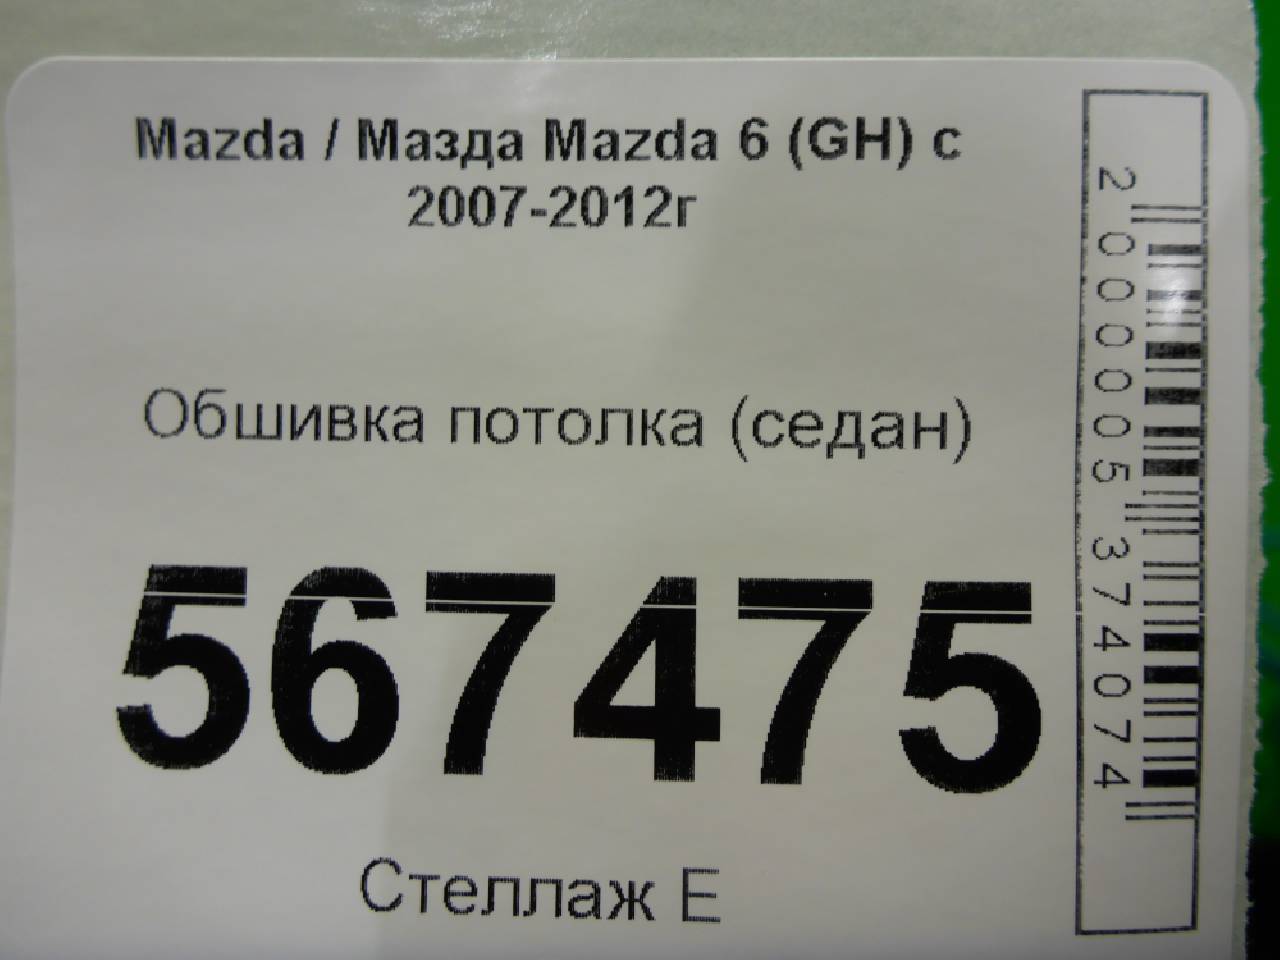 Mazda / Мазда Mazda 6 (GH) с
2007-2012г
Обшивка потолка (седан)
567475
Стеллаж Е
2 000005 374074